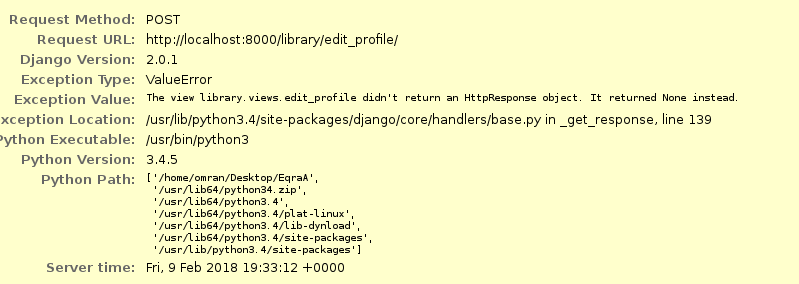 Request Method: POST
Request URL: http://localhost:8000/library/edit_profile/
Django Version: 2.0.1
Exception Type: ValueError
Exception Value: The view library.views.edit_profile didn't return an HttpResponse object. It returned None instead.
xception Location: /usr/lib/python3.4/site-packages/django/core/handlers/base.py in _get_response, line 139
Python Executable: /usr/bin/python3
Python Version: 3.4.5
Python Path: ['/home/omran/Desktop/EqraA',
'/usr/lib64/python34.zip',
'/usr/lib64/python3.4',
'/usr/lib64/python3.4/plat-linux',
'/usr/lib64/python3.4/lib-dynload',
'/usr/lib64/python3.4/site-packages',
'/usr/lib/python3.4/site-packages']
Server time: Fri, 9 Feb 2018 19:33:12 +0000